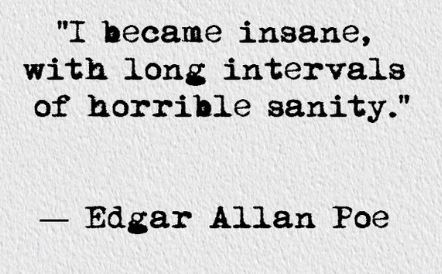 "I became insane,
with long intervals
of horrible sanity."
— Edgar Allan Poe